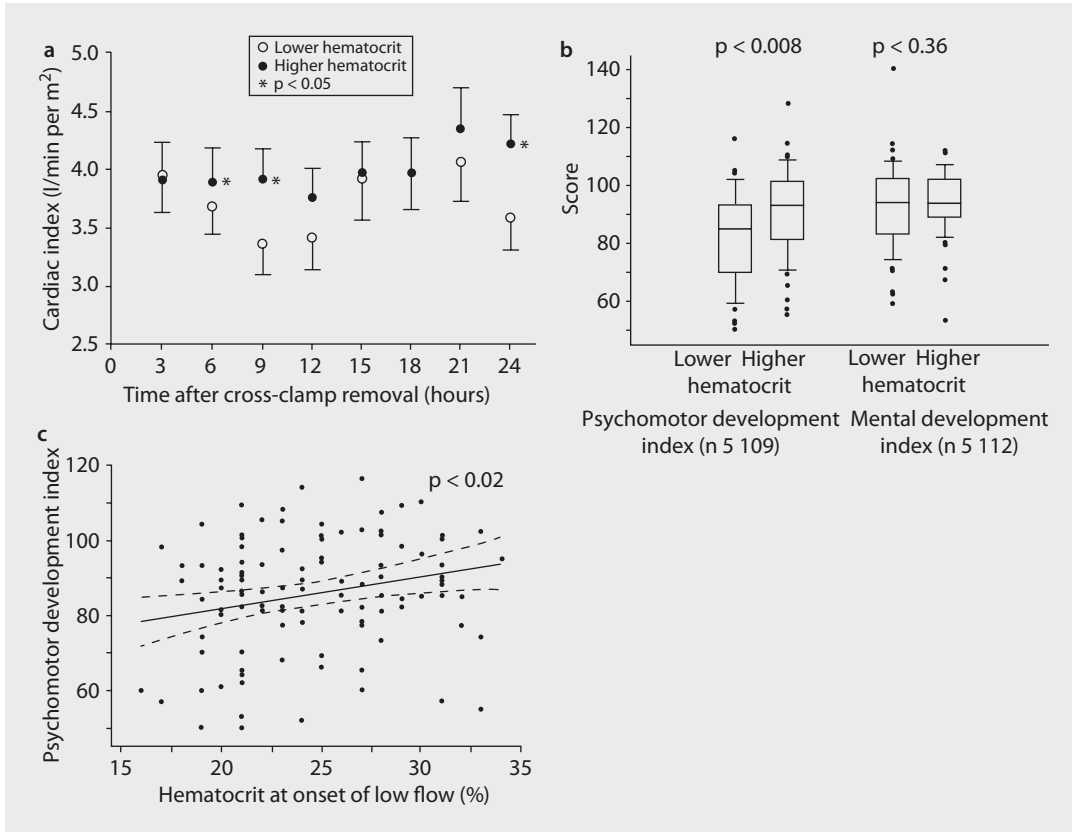 a
5.0
4.5
4.0
3.5
3.0
2.5
Cardiac index (l/min per m²)
Lower hematocrit
Higher hematocrit
* p < 0.05
*
*
*
0 3 6 9 12 15 18 21 24
Time after cross-clamp removal (hours)
b
p < 0.008 p < 0.36
140
120
100
80
60
Score
Lower Higher Lower Higher
hematocrit hematocrit
Psychomotor development Mental development
index (n 5 109) index (n 5 112)
c
p < 0.02
120
100
80
60
Psychomotor development index
15 20 25 30 35
Hematocrit at onset of low flow (%)